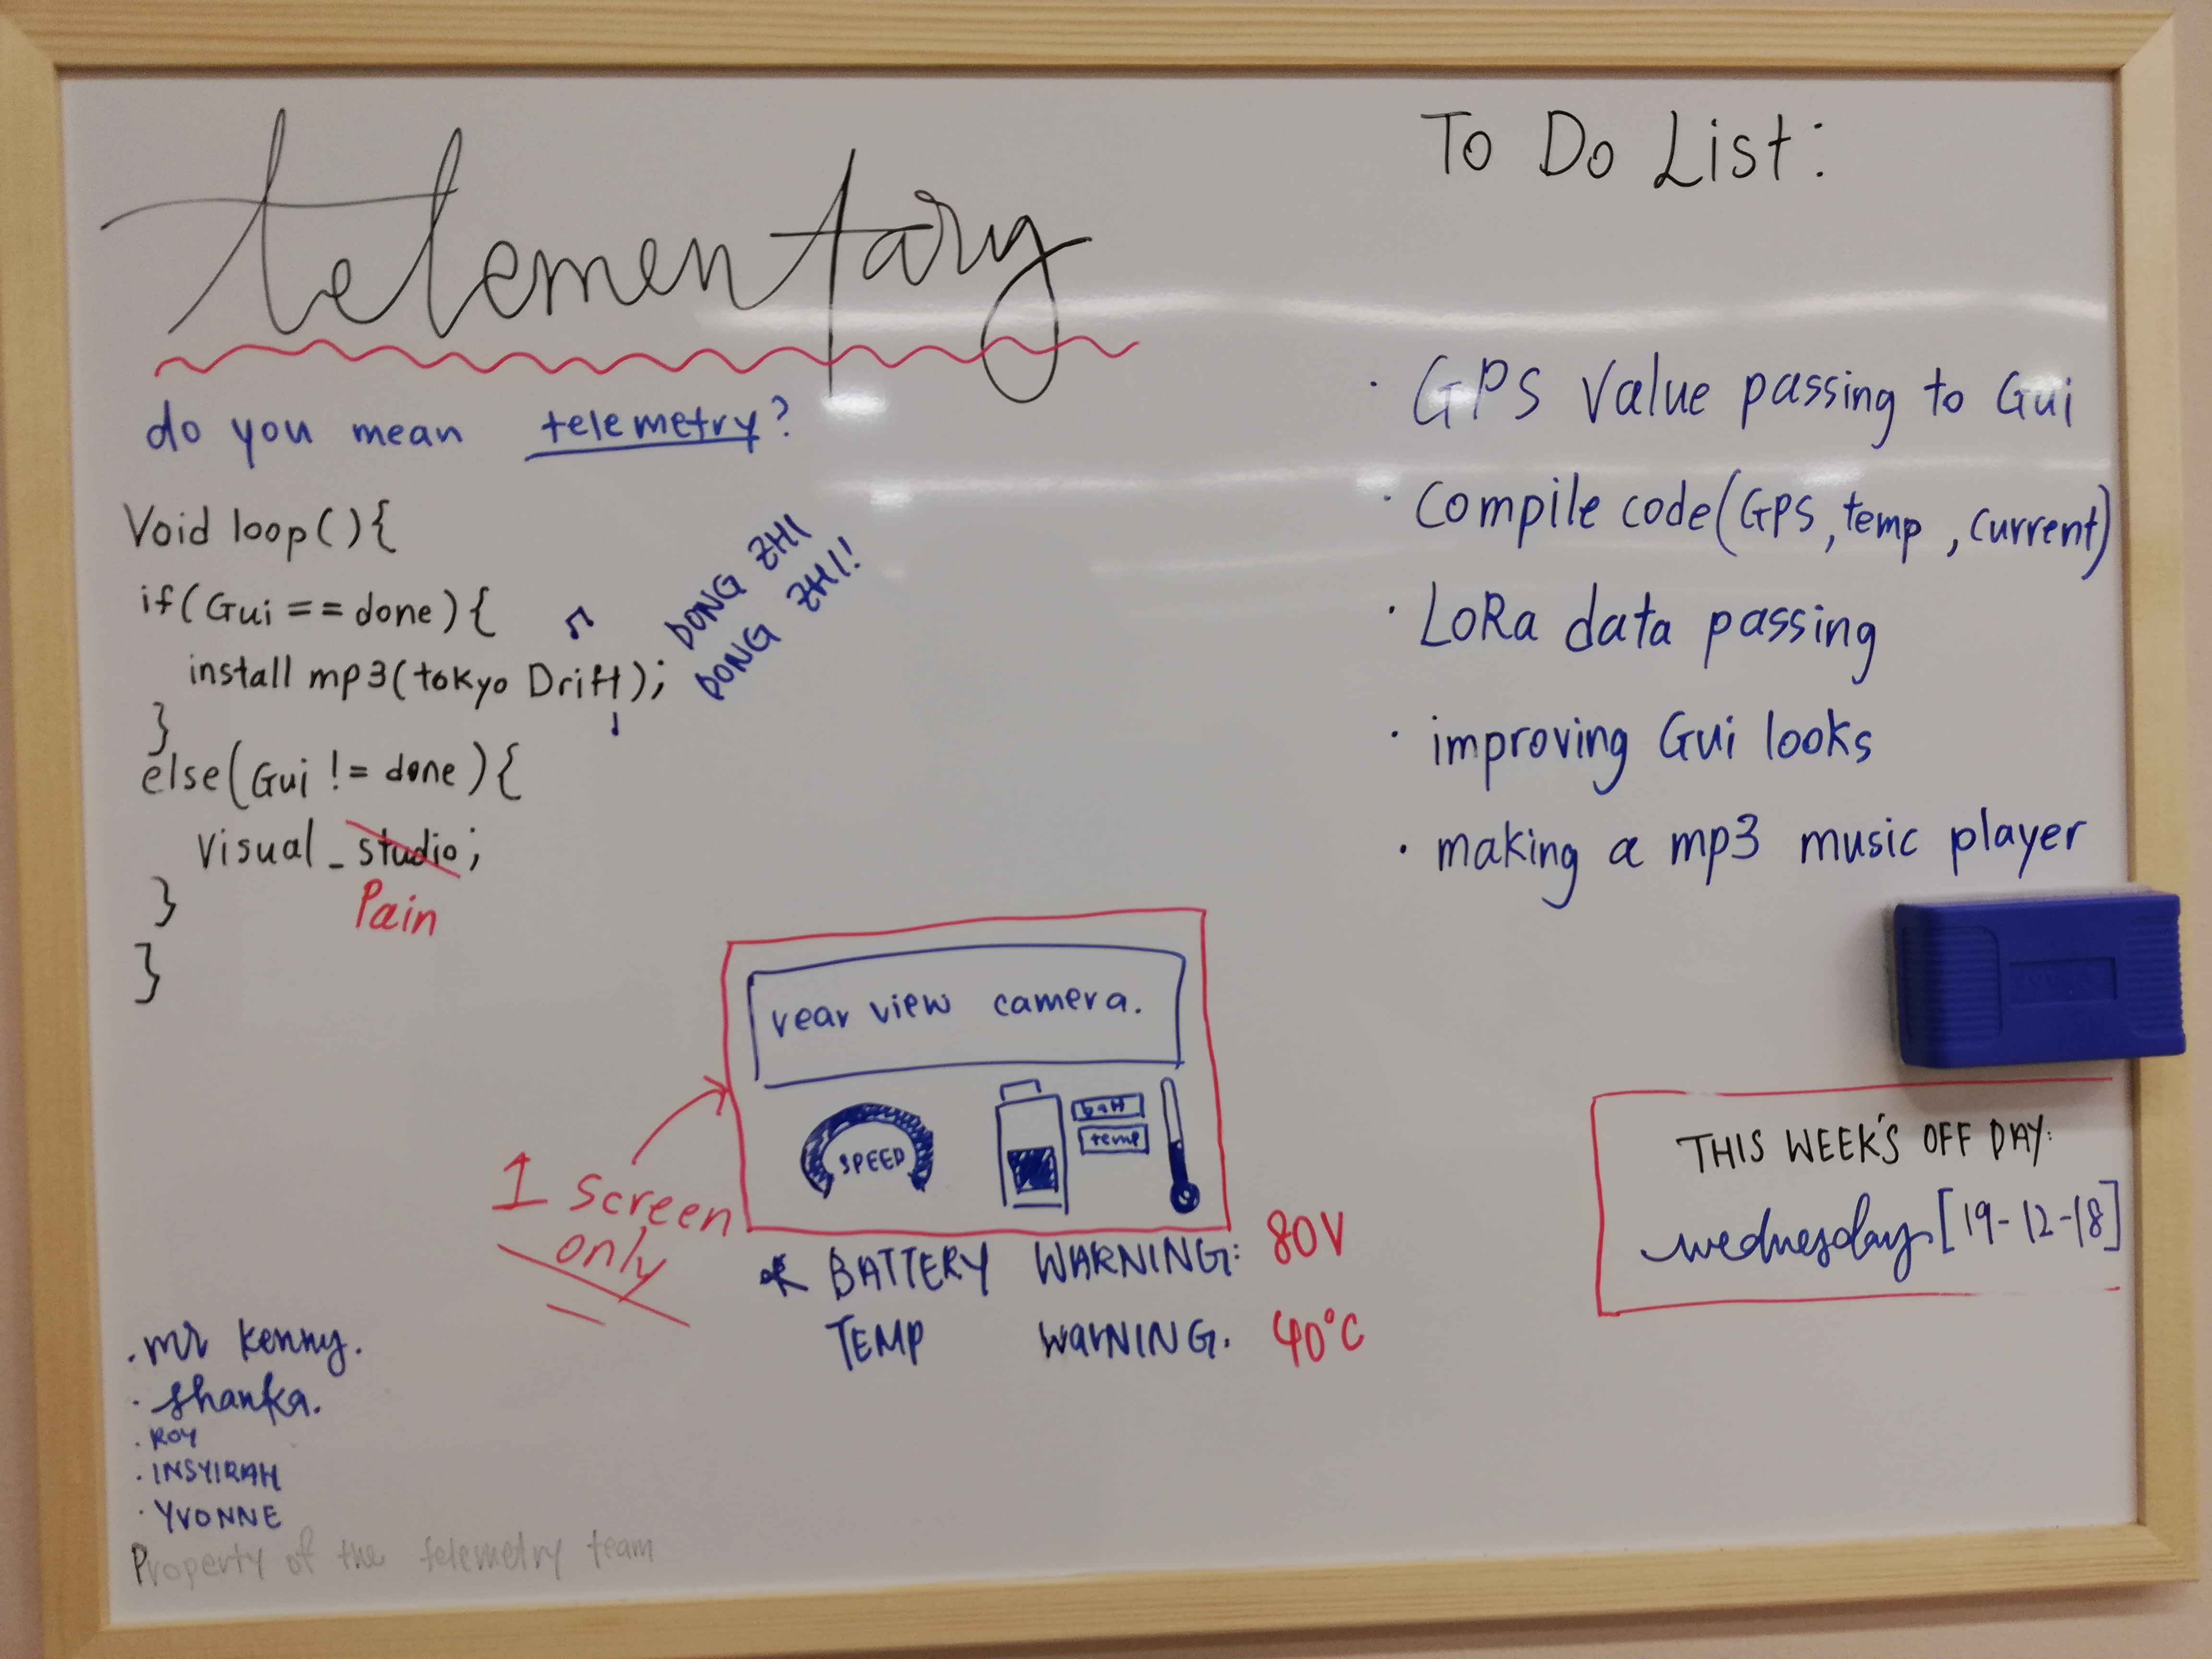 telementary
do you mean telemetry?
Void loop(){
if(Gui == done){
install mp3(tokyo Drift);
DONG ZHI
DONG ZHI!
}
else(Gui != done){
Visual_studio;
Pain
}
}
rear view camera.
SPEED
batt
temp
1 screen
only
* BATTERY WARNING: 80V
TEMP WarNING. 40°C
.mr kenny.
.shanka.
.ROY
.INSYIRAH
.YVONNE
Property of the telemetry team
To Do List:
· GPS Value passing to Gui
· Compile code(GPS, temp, current)
· LoRa data passing
· improving Gui looks
· making a mp3 music player
THIS WEEK'S OFF DAY:
wednesday [19-12-18]